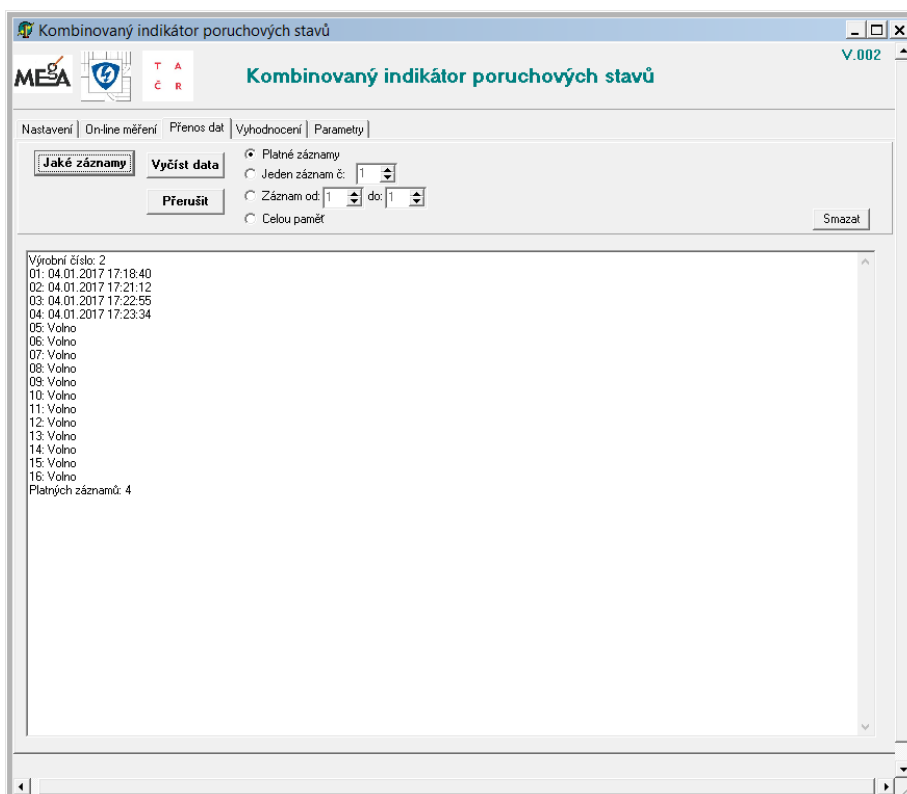 Kombinovaný indikátor poruchových stavů
V.002
MEgA
T A
Č R
Kombinovaný indikátor poruchových stavů
Nastavení On-line měření Přenos dat Vyhodnocení Parametry
Jaké záznamy
Vyčíst data
Přerušit
Platné záznamy
Jeden záznam č: 1
Záznam od: 1 do: 1
Celou paměť
Smazat
Výrobní číslo: 2
01: 04.01.2017 17:18:40
02: 04.01.2017 17:21:12
03: 04.01.2017 17:22:55
04: 04.01.2017 17:23:34
05: Volno
06: Volno
07: Volno
08: Volno
09: Volno
10: Volno
11: Volno
12: Volno
13: Volno
14: Volno
15: Volno
16: Volno
Platných záznamů: 4